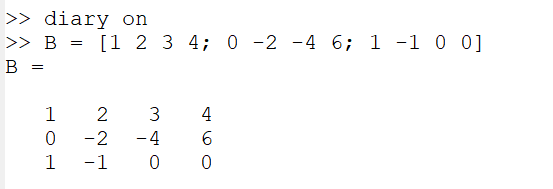 >> diary on
>> B = [1 2 3 4; 0 -2 -4 6; 1 -1 0 0]
B =
1 2 3 4
0 -2 -4 6
1 -1 0 0